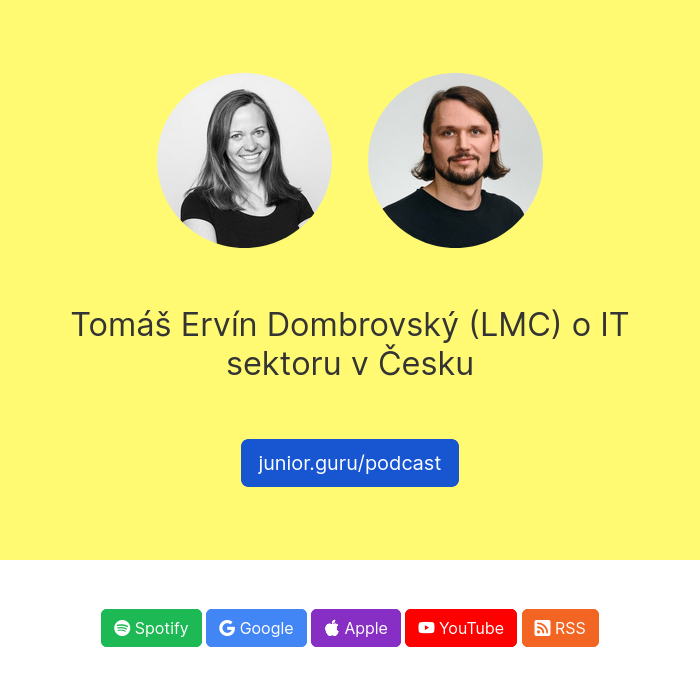 Tomáš Ervín Dombrovský (LMC) o IT
sektoru v Česku
junior.guru/podcast
Spotify Google Apple YouTube RSS